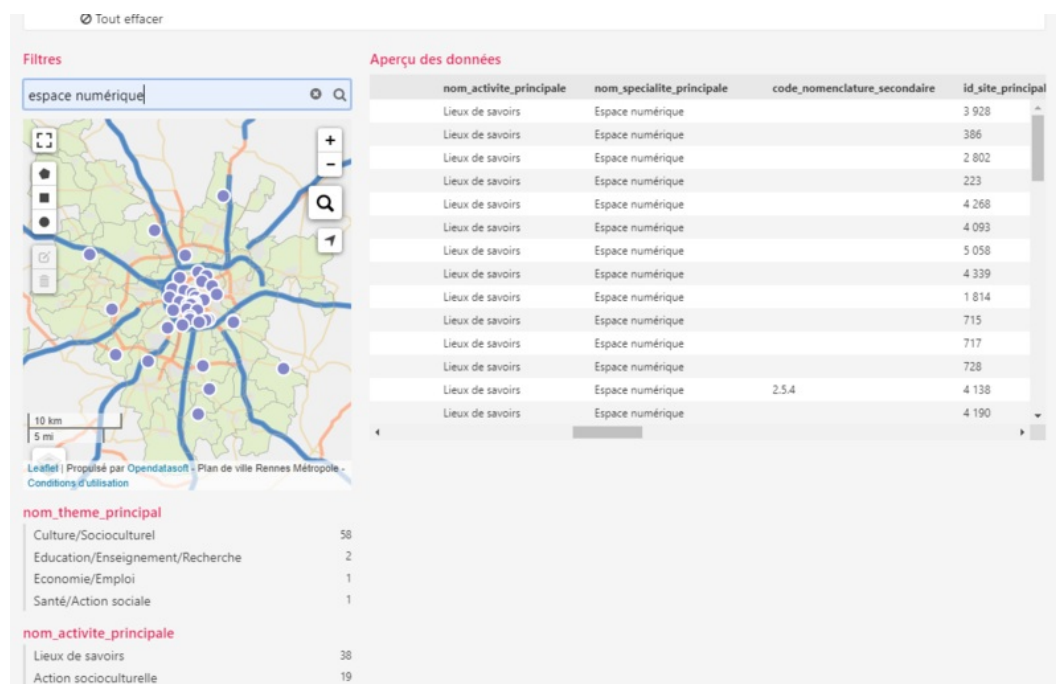 Tout effacer
Filtres
Aperçu des données
espace numérique
nom_activite_principale nom_specialite_principale code_nomenclature_secondaire id_site_principal
Lieux de savoirs Espace numérique 3 928
Lieux de savoirs Espace numérique 386
Lieux de savoirs Espace numérique 2 802
Lieux de savoirs Espace numérique 223
Lieux de savoirs Espace numérique 4 268
Lieux de savoirs Espace numérique 4 093
Lieux de savoirs Espace numérique 5 058
Lieux de savoirs Espace numérique 4 339
Lieux de savoirs Espace numérique 1 814
Lieux de savoirs Espace numérique 715
Lieux de savoirs Espace numérique 717
Lieux de savoirs Espace numérique 728
Lieux de savoirs Espace numérique 2.5.4 4 138
Lieux de savoirs Espace numérique 4 190
+
−
10 km
5 mi
Leaflet | Propulsé par Opendatasoft - Plan de ville Rennes Métropole -
Conditions d'utilisation
nom_theme_principal
Culture/Socioculturel 58
Education/Enseignement/Recherche 2
Economie/Emploi 1
Santé/Action sociale 1
nom_activite_principale
Lieux de savoirs 38
Action socioculturelle 19